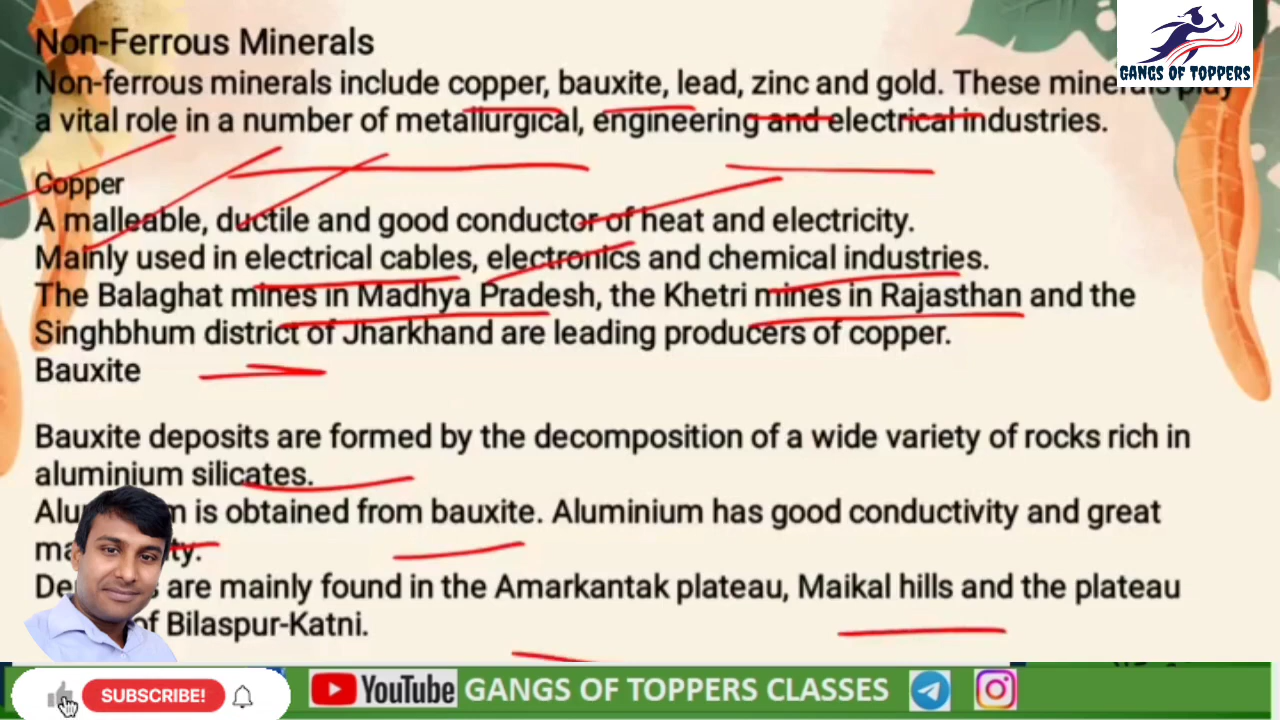 Non-Ferrous Minerals
GANGS OF TOPPERS
Non-ferrous minerals include copper, bauxite, lead, zinc and gold. These minerals play
a vital role in a number of metallurgical, engineering and electrical industries.
Copper
A malleable, ductile and good conductor of heat and electricity.
Mainly used in electrical cables, electronics and chemical industries.
The Balaghat mines in Madhya Pradesh, the Khetri mines in Rajasthan and the
Singhbhum district of Jharkhand are leading producers of copper.
Bauxite
Bauxite deposits are formed by the decomposition of a wide variety of rocks rich in
aluminium silicates.
is obtained from bauxite. Aluminium has good conductivity and great
are mainly found in the Amarkantak plateau, Maikal hills and the plateau
of Bilaspur-Katni.
SUBSCRIBE!
YouTube GANGS OF TOPPERS CLASSES